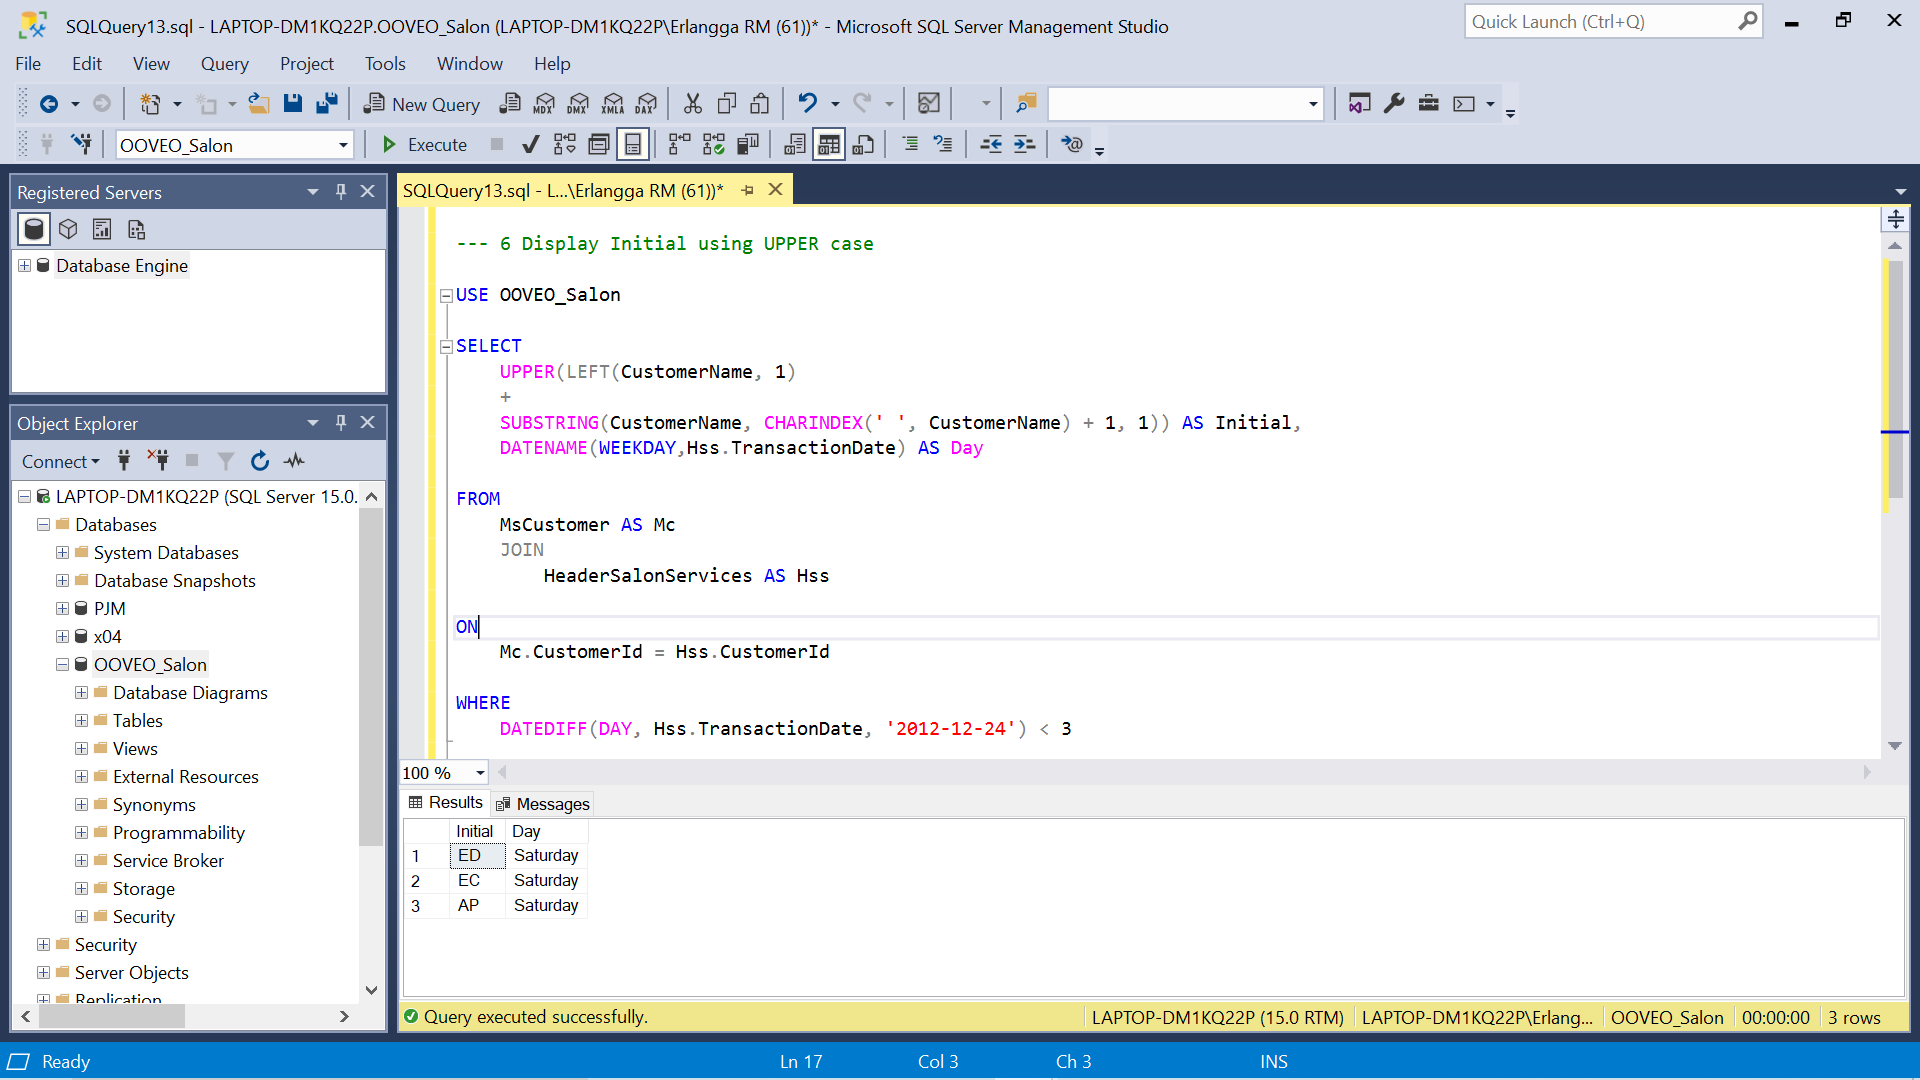 SQLQuery13.sql - LAPTOP-DM1KQ22P.OOVEO_Salon (LAPTOP-DM1KQ22P\Erlangga RM (61))* - Microsoft SQL Server Management Studio
Quick Launch (Ctrl+Q)
File Edit View Query Project Tools Window Help
New Query MDX DMX XMLA DAX
OOVEO_Salon Execute
Registered Servers
Database Engine
Object Explorer
Connect
LAPTOP-DM1KQ22P (SQL Server 15.0.
Databases
System Databases
Database Snapshots
PJM
x04
OOVEO_Salon
Database Diagrams
Tables
Views
External Resources
Synonyms
Programmability
Service Broker
Storage
Security
Security
Server Objects
Replication
SQLQuery13.sql - L...\Erlangga RM (61))*
--- 6 Display Initial using UPPER case
USE OOVEO_Salon
SELECT
UPPER(LEFT(CustomerName, 1)
+
SUBSTRING(CustomerName, CHARINDEX(' ', CustomerName) + 1, 1)) AS Initial,
DATENAME(WEEKDAY,Hss.TransactionDate) AS Day
FROM
MsCustomer AS Mc
JOIN
HeaderSalonServices AS Hss
ON
Mc.CustomerId = Hss.CustomerId
WHERE
DATEDIFF(DAY, Hss.TransactionDate, '2012-12-24') < 3
100 %
Results Messages
Initial Day
1 ED Saturday
2 EC Saturday
3 AP Saturday
Query executed successfully. LAPTOP-DM1KQ22P (15.0 RTM) LAPTOP-DM1KQ22P\Erlang... OOVEO_Salon 00:00:00 3 rows
Ready Ln 17 Col 3 Ch 3 INS